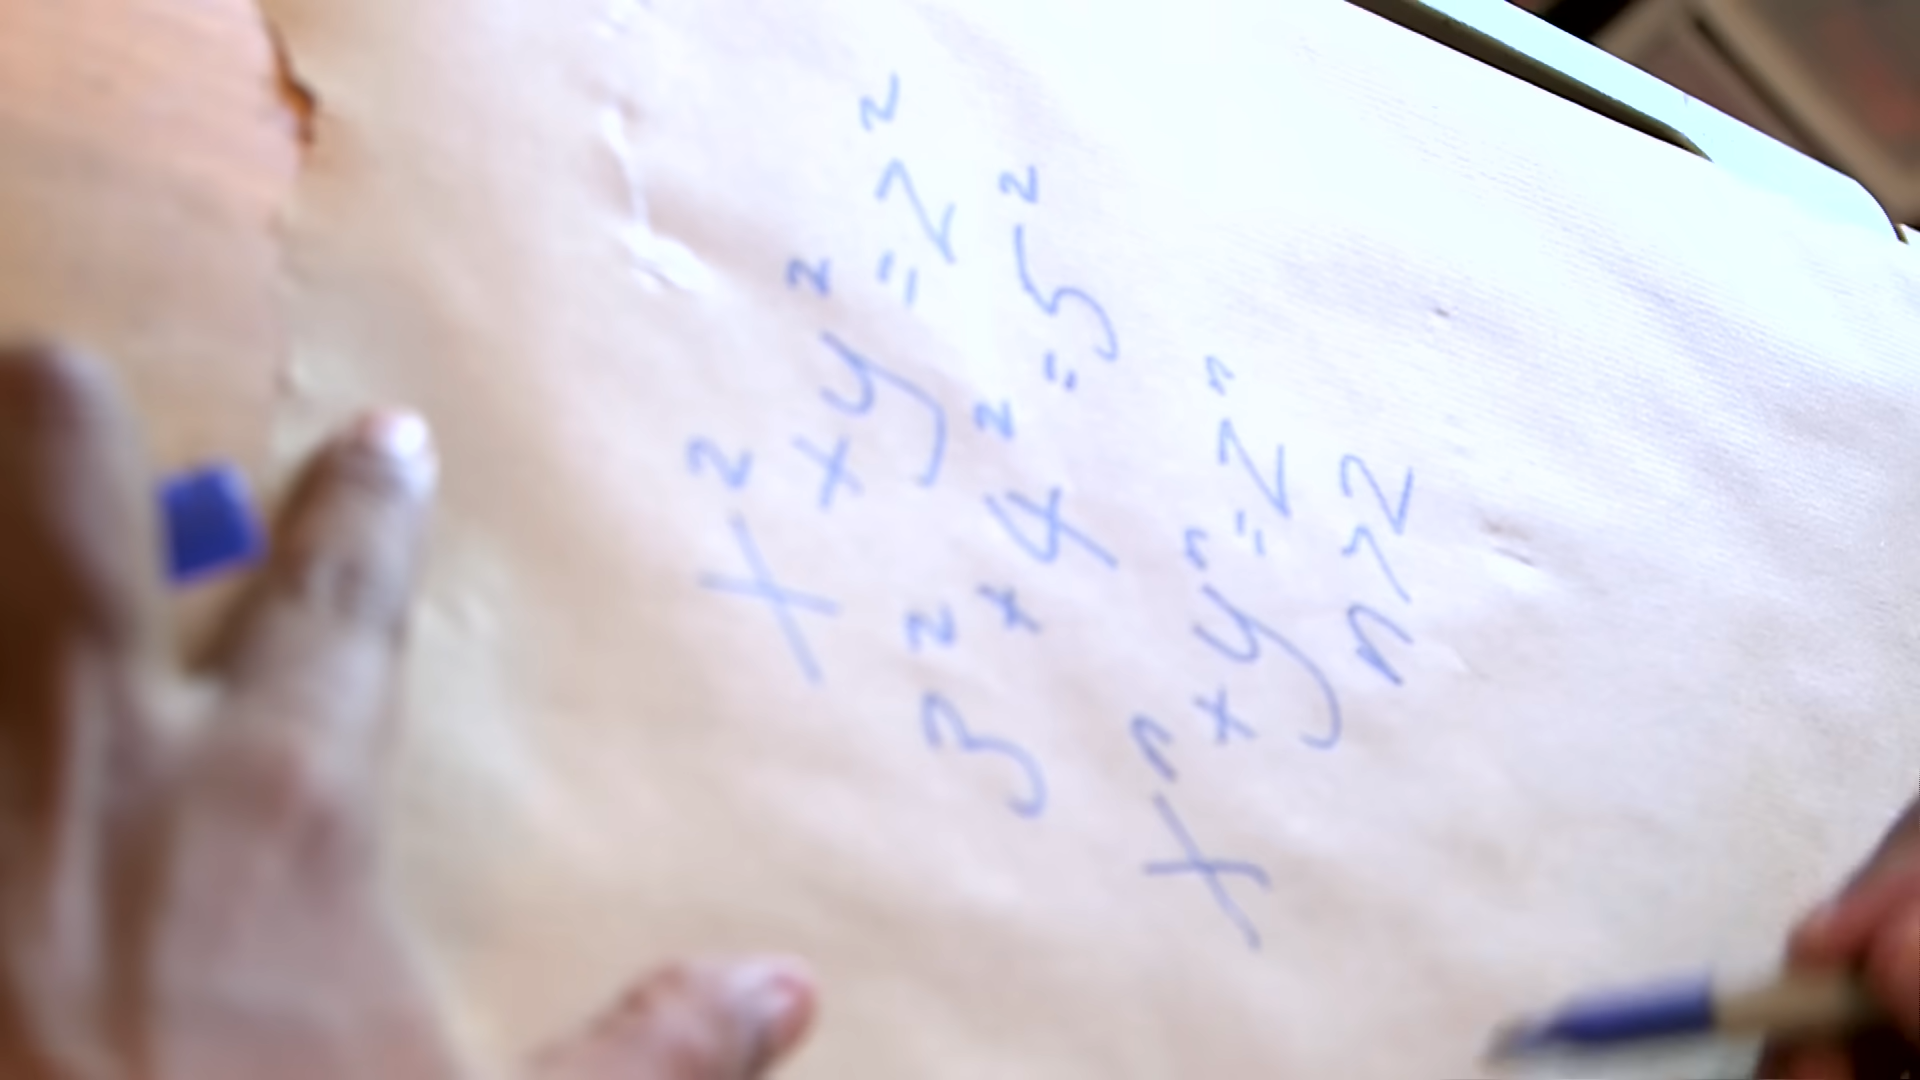 x² + y² = z²
3² + 4² = 5²
xⁿ + yⁿ = zⁿ
n > 2